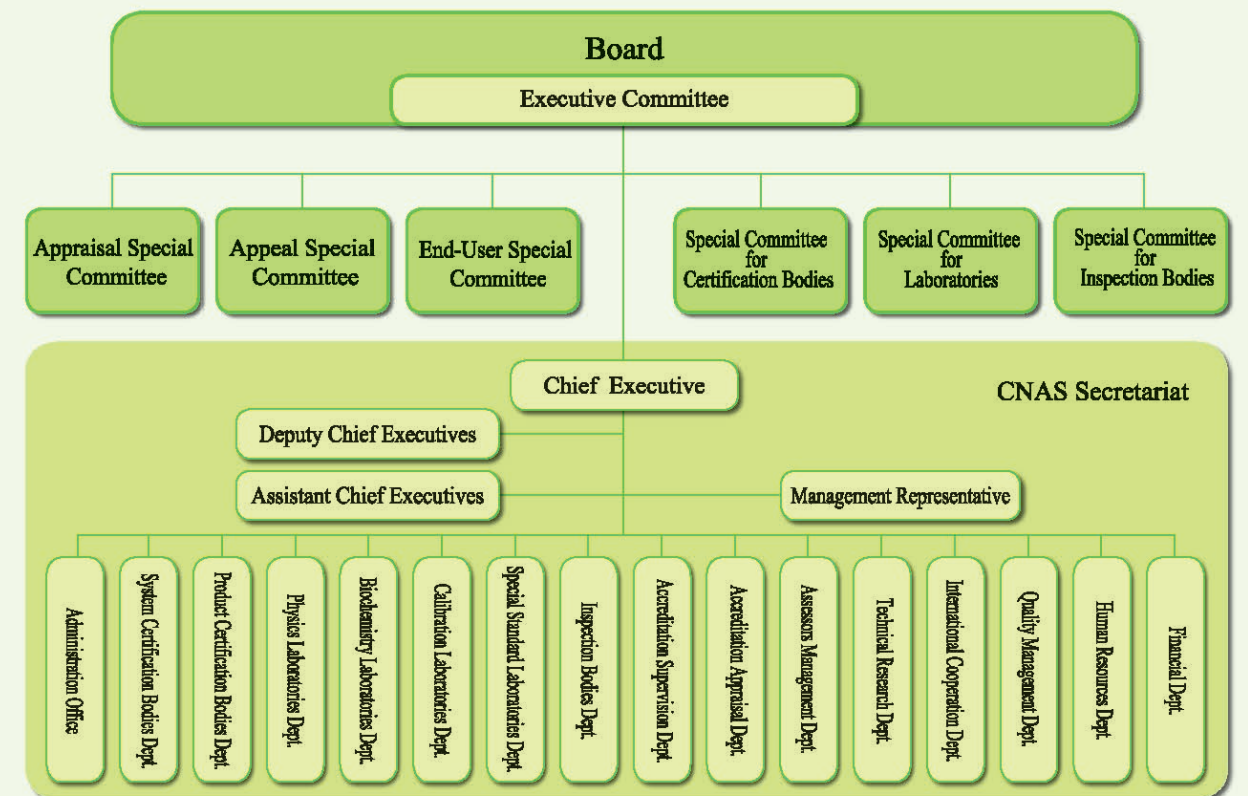 Board
Executive Committee
Appraisal Special
Committee
Appeal Special
Committee
End-User Special
Committee
Special Committee
for
Certification Bodies
Special Committee
for
Laboratories
Special Committee
for
Inspection Bodies
Chief Executive
CNAS Secretariat
Deputy Chief Executives
Assistant Chief Executives
Management Representative
Administration Office
System Certification Bodies Dept.
Product Certification Bodies Dept.
Physics Laboratories Dept.
Biochemistry Laboratories Dept.
Calibration Laboratories Dept.
Special Standard Laboratories Dept.
Inspection Bodies Dept.
Accreditation Supervision Dept.
Accreditation Appraisal Dept.
Assessors Management Dept.
Technical Research Dept.
International Cooperation Dept.
Quality Management Dept.
Human Resources Dept.
Financial Dept.